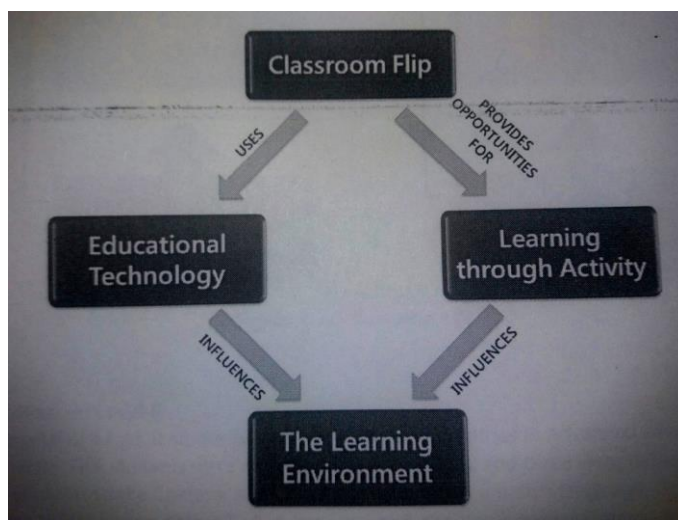 Classroom Flip
USES
PROVIDES
OPPORTUNITIES
FOR
Educational
Technology
Learning
through Activity
INFLUENCES
INFLUENCES
The Learning
Environment